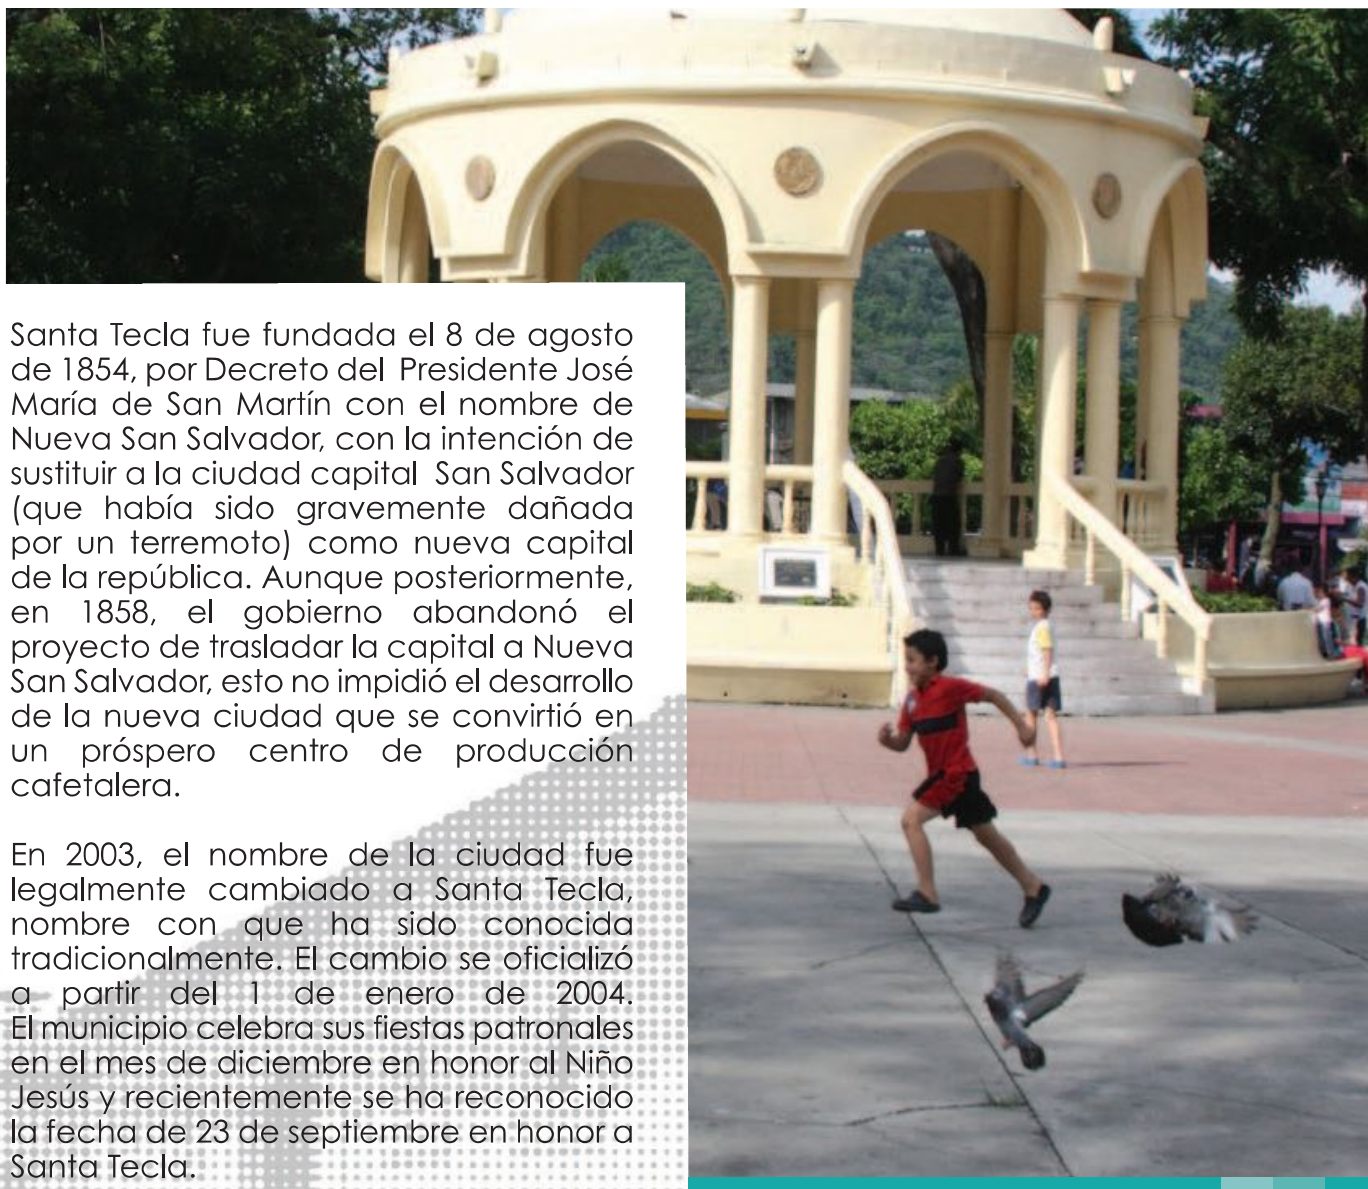 Santa Tecla fue fundada el 8 de agosto
de 1854, por Decreto del Presidente José
María de San Martín con el nombre de
Nueva San Salvador, con la intención de
sustituir a la ciudad capital San Salvador
(que había sido gravemente dañada
por un terremoto) como nueva capital
de la república. Aunque posteriormente,
en 1858, el gobierno abandonó el
proyecto de trasladar la capital a Nueva
San Salvador, esto no impidió el desarrollo
de la nueva ciudad que se convirtió en
un próspero centro de producción
cafetalera.

En 2003, el nombre de la ciudad fue
legalmente cambiado a Santa Tecla,
nombre con que ha sido conocida
tradicionalmente. El cambio se oficializó
a partir del 1 de enero de 2004.
El municipio celebra sus fiestas patronales
en el mes de diciembre en honor al Niño
Jesús y recientemente se ha reconocido
la fecha de 23 de septiembre en honor a
Santa Tecla.